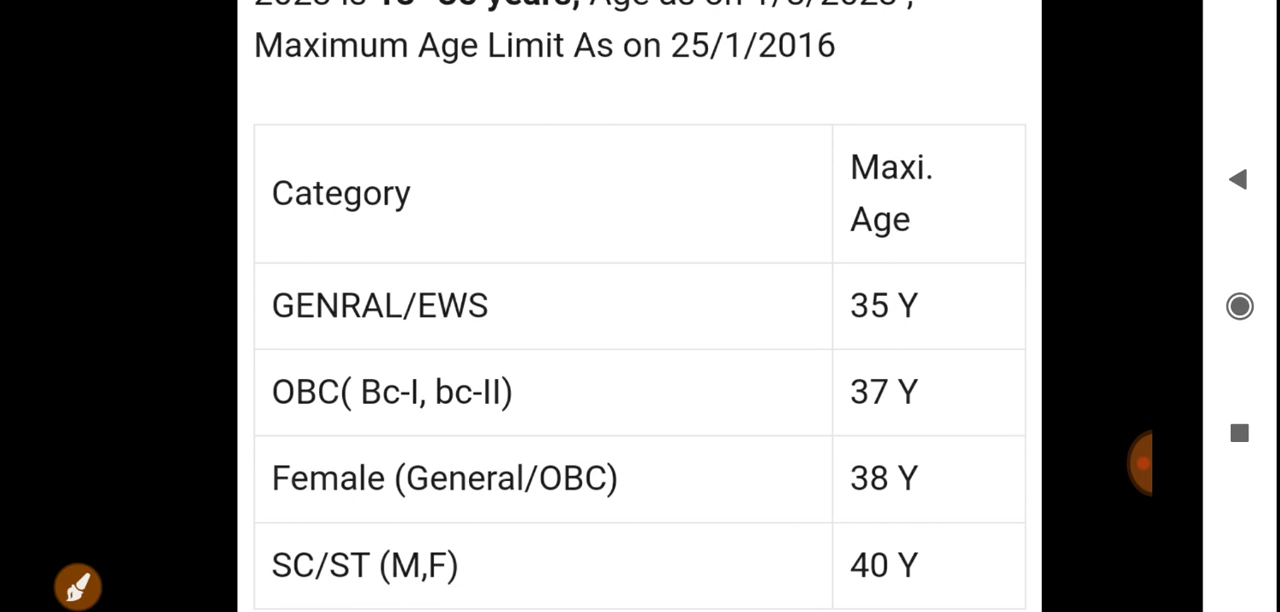 Maximum Age Limit As on 25/1/2016
Category
Maxi.
Age
GENRAL/EWS
35 Y
OBC( Bc-I, bc-II)
37 Y
Female (General/OBC)
38 Y
SC/ST (M,F)
40 Y